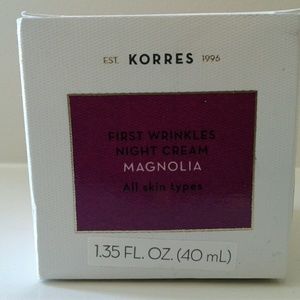 EST. KORRES 1996
FIRST WRINKLES
NIGHT CREAM
MAGNOLIA
All skin types
1.35 FL. OZ. (40 mL)